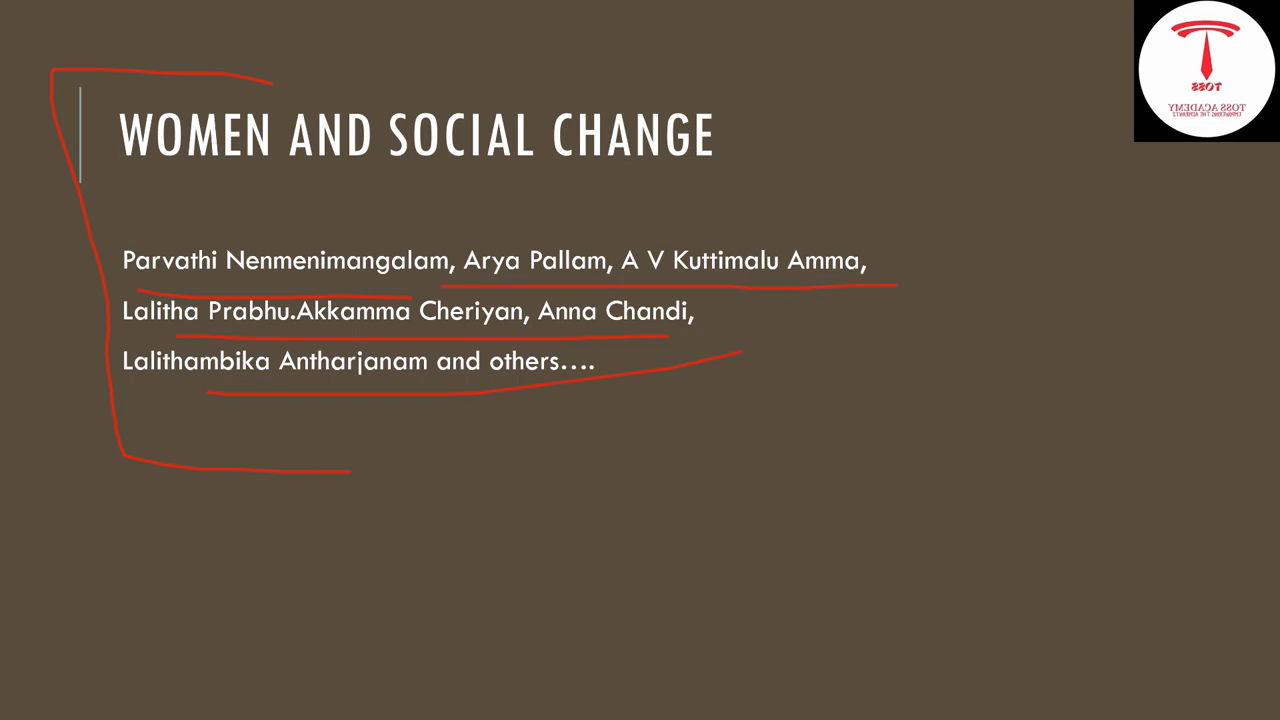 WOMEN AND SOCIAL CHANGE
Parvathi Nenmenimangalam, Arya Pallam, A V Kuttimalu Amma,
Lalitha Prabhu.Akkamma Cheriyan, Anna Chandi,
Lalithambika Antharjanam and others....
TOSS
TOSS ACADEMY